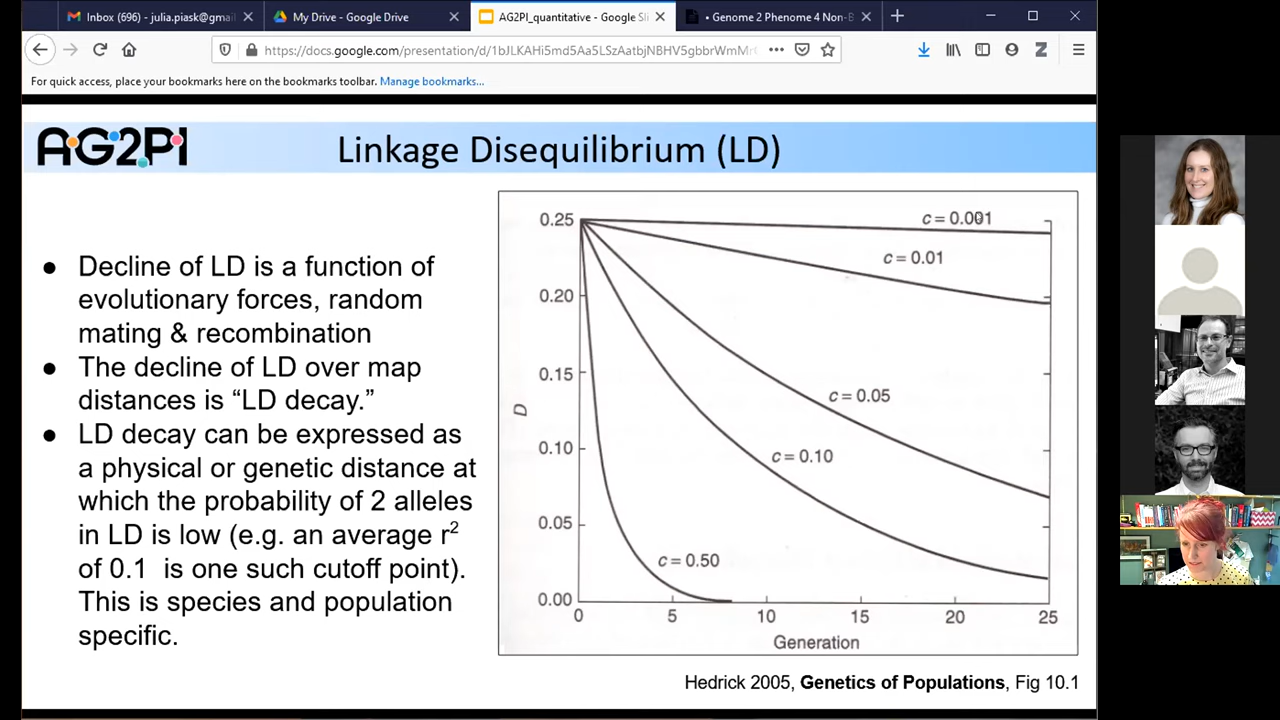 Inbox (696) - julia.piask@gmail
My Drive - Google Drive
AG2PI_quantitative - Google Sli
• Genome 2 Phenome 4 Non-B
https://docs.google.com/presentation/d/1bJLKAHi5md5Aa5LSzAatbjNBHV5gbbrWmMr
For quick access, place your bookmarks here on the bookmarks toolbar. Manage bookmarks...
AG2PI
Linkage Disequilibrium (LD)
● Decline of LD is a function of
evolutionary forces, random
mating & recombination
● The decline of LD over map
distances is “LD decay.”
● LD decay can be expressed as
a physical or genetic distance at
which the probability of 2 alleles
in LD is low (e.g. an average r²
of 0.1 is one such cutoff point).
This is species and population
specific.
0.25
0.20
0.15
0.10
0.05
0.00
D
c = 0.001
c = 0.01
c = 0.05
c = 0.10
c = 0.50
0 5 10 15 20 25
Generation
Hedrick 2005, Genetics of Populations, Fig 10.1